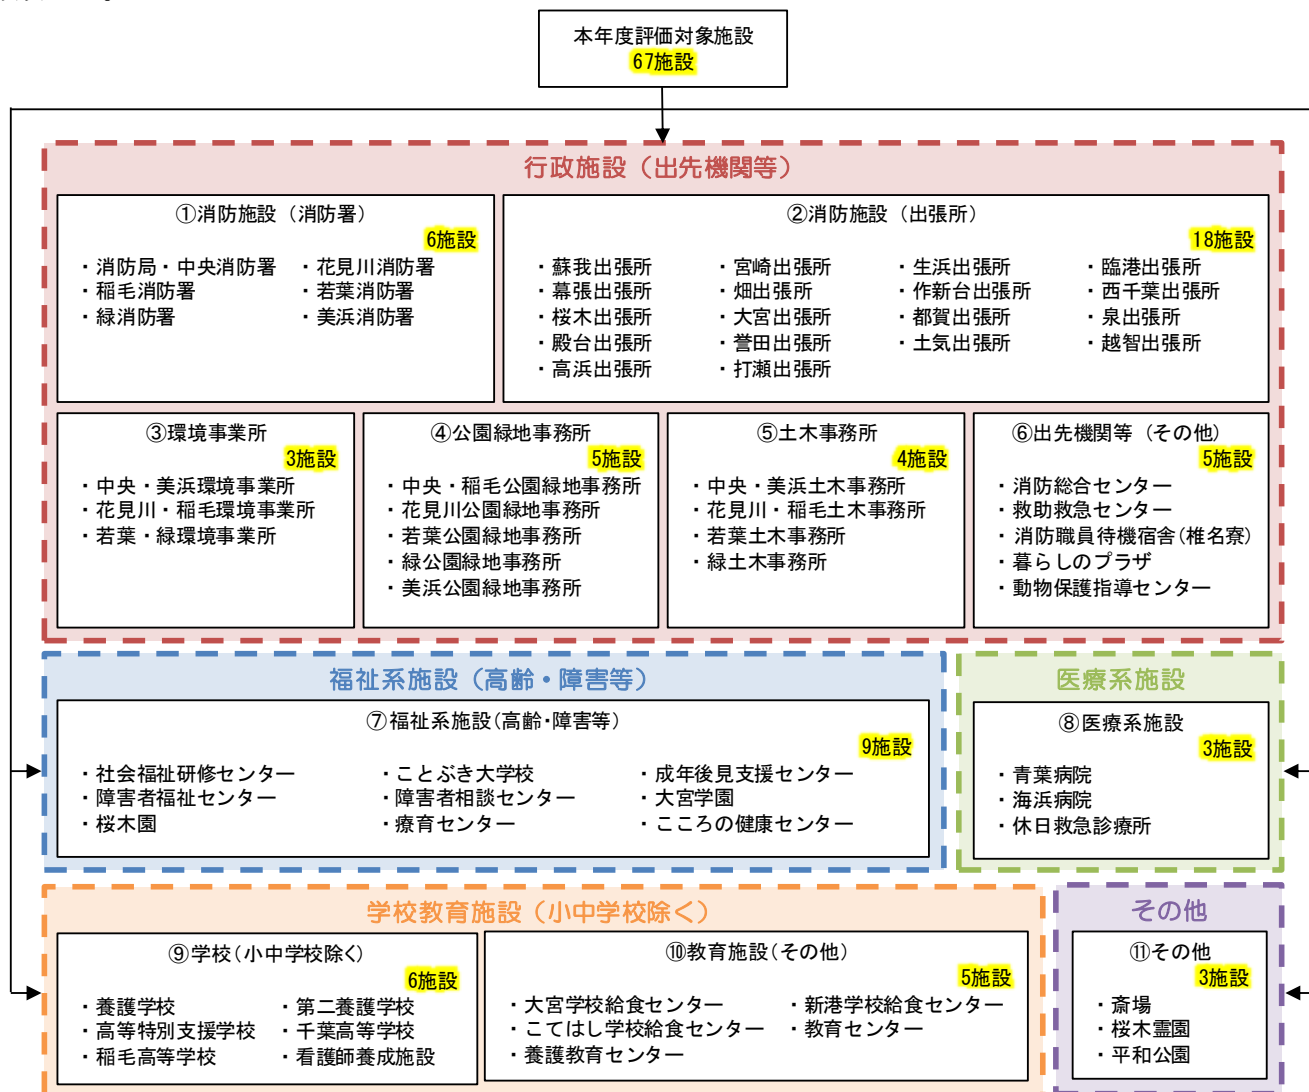 本年度評価対象施設
67施設
行政施設（出先機関等）
①消防施設（消防署）
6施設
・消防局・中央消防署 ・花見川消防署
・稲毛消防署 ・若葉消防署
・緑消防署 ・美浜消防署
②消防施設（出張所）
18施設
・蘇我出張所 ・宮崎出張所 ・生浜出張所 ・臨港出張所
・幕張出張所 ・畑出張所 ・作新台出張所 ・西千葉出張所
・桜木出張所 ・大宮出張所 ・都賀出張所 ・泉出張所
・殿台出張所 ・誉田出張所 ・土気出張所 ・越智出張所
・高浜出張所 ・打瀬出張所
③環境事業所
3施設
・中央・美浜環境事業所
・花見川・稲毛環境事業所
・若葉・緑環境事業所
④公園緑地事務所
5施設
・中央・稲毛公園緑地事務所
・花見川公園緑地事務所
・若葉公園緑地事務所
・緑公園緑地事務所
・美浜公園緑地事務所
⑤土木事務所
4施設
・中央・美浜土木事務所
・花見川・稲毛土木事務所
・若葉土木事務所
・緑土木事務所
⑥出先機関等（その他）
5施設
・消防総合センター
・救助救急センター
・消防職員待機宿舎(椎名寮)
・暮らしのプラザ
・動物保護指導センター
福祉系施設（高齢・障害等）
⑦福祉系施設(高齢・障害等)
9施設
・社会福祉研修センター ・ことぶき大学校 ・成年後見支援センター
・障害者福祉センター ・障害者相談センター ・大宮学園
・桜木園 ・療育センター ・こころの健康センター
医療系施設
⑧医療系施設
3施設
・青葉病院
・海浜病院
・休日救急診療所
学校教育施設（小中学校除く）
⑨学校(小中学校除く)
6施設
・養護学校 ・第二養護学校
・高等特別支援学校 ・千葉高等学校
・稲毛高等学校 ・看護師養成施設
⑩教育施設(その他)
5施設
・大宮学校給食センター ・新港学校給食センター
・こてはし学校給食センター ・教育センター
・養護教育センター
その他
⑪その他
3施設
・斎場
・桜木霊園
・平和公園